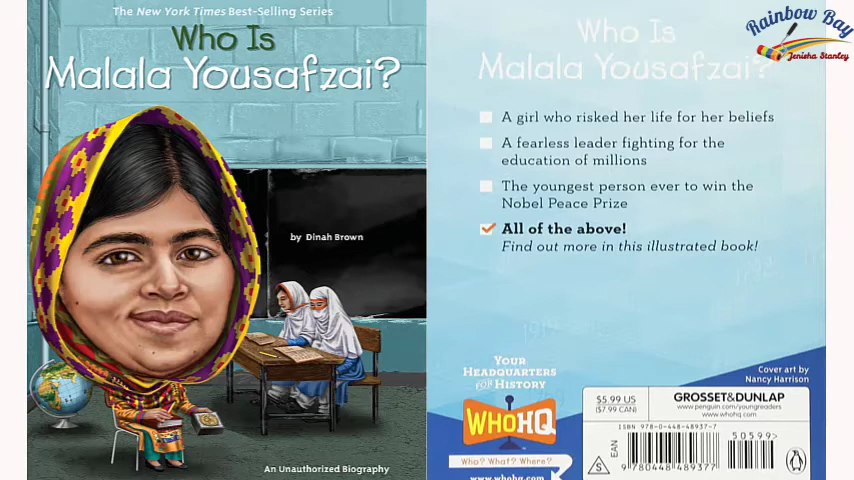 The New York Times Best-Selling Series
Who Is
Malala Yousafzai?
by Dinah Brown
An Unauthorized Biography
Who Is
Malala Yousafzai?
A girl who risked her life for her beliefs
A fearless leader fighting for the
education of millions
The youngest person ever to win the
Nobel Peace Prize
All of the above!
Find out more in this illustrated book!
YOUR
HEADQUARTERS
FOR HISTORY
WHOHQ
Who? What? Where?
www.whohq.com
Cover art by
Nancy Harrison
$5.99 US
($7.99 CAN)
GROSSET&DUNLAP
www.penguin.com/youngreaders
www.whohq.com
ISBN 978-0-448-48937-7
50599>
EAN
S
9 780448 489377
Rainbow Bay
Jenisha Stanley